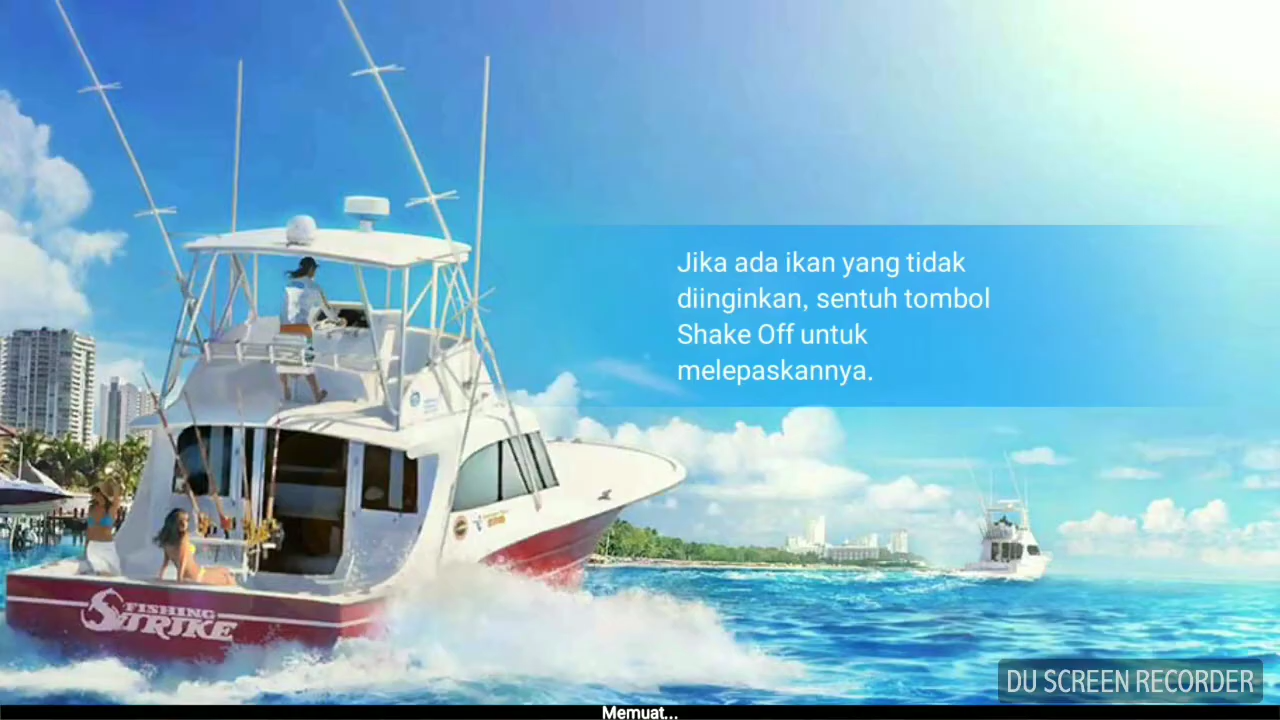 Jika ada ikan yang tidak
diinginkan, sentuh tombol
Shake Off untuk
melepaskannya.
FISHING
STRIKE
DU SCREEN RECORDER
Memuat...